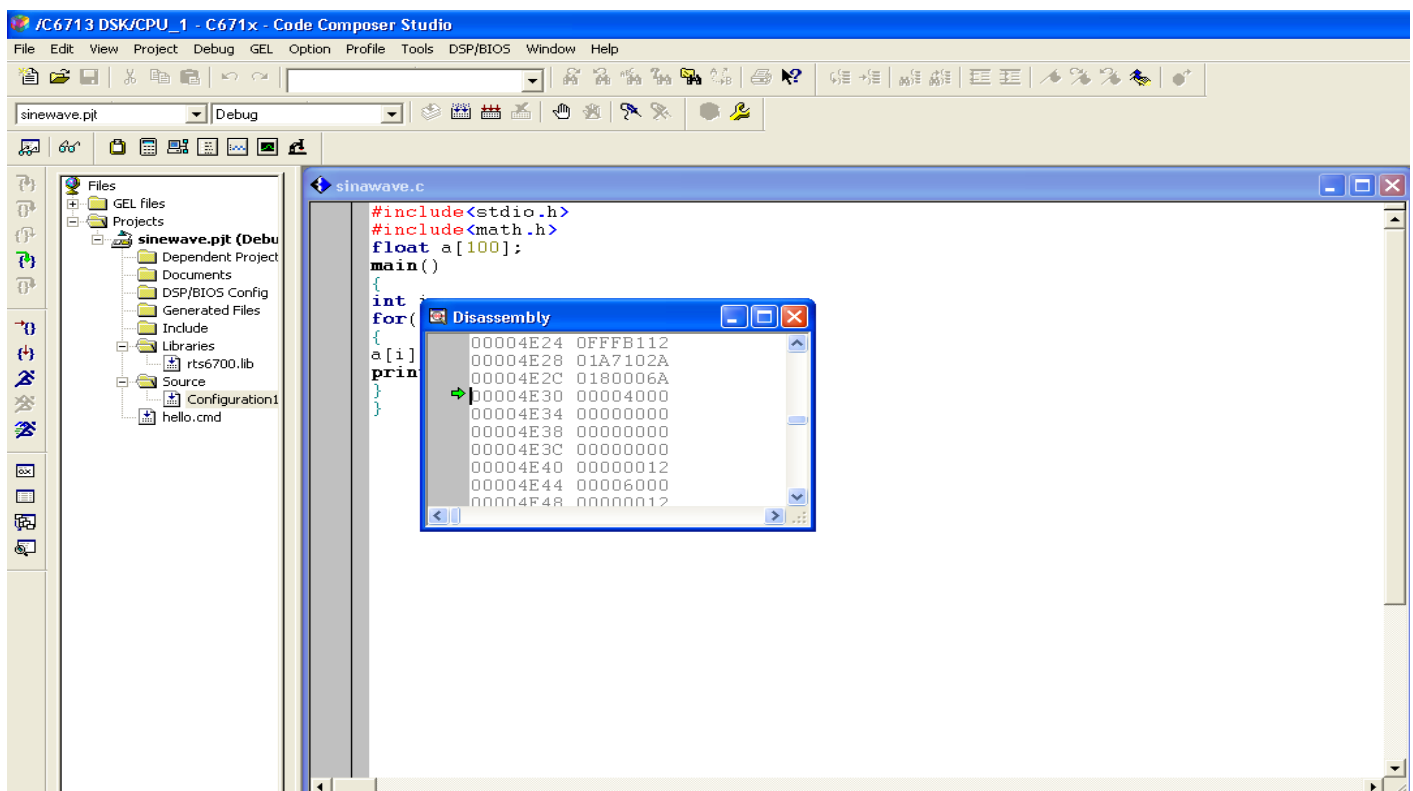 /C6713 DSK/CPU_1 - C671x - Code Composer Studio
File Edit View Project Debug GEL Option Profile Tools DSP/BIOS Window Help
sinewave.pjt Debug
Files
GEL files
Projects
sinewave.pjt (Debu
Dependent Project
Documents
DSP/BIOS Config
Generated Files
Include
Libraries
rts6700.lib
Source
Configuration1
hello.cmd
sinawave.c
#include<stdio.h>
#include<math.h>
float a[100];
main()
{
int
for(
{
a[i]
prin
}
}
Disassembly
00004E24 0FFFB112
00004E28 01A7102A
00004E2C 0180006A
00004E30 00004000
00004E34 00000000
00004E38 00000000
00004E3C 00000000
00004E40 00000012
00004E44 00006000
00004E48 00000012